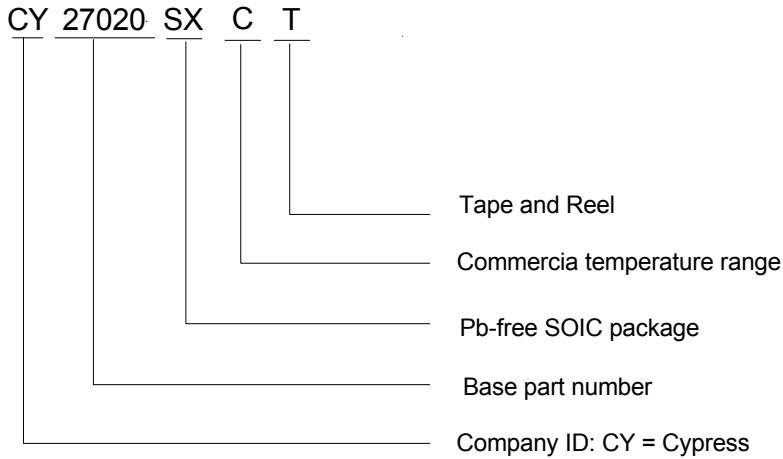 CY 27020 SX C T
Tape and Reel
Commercia temperature range
Pb-free SOIC package
Base part number
Company ID: CY = Cypress